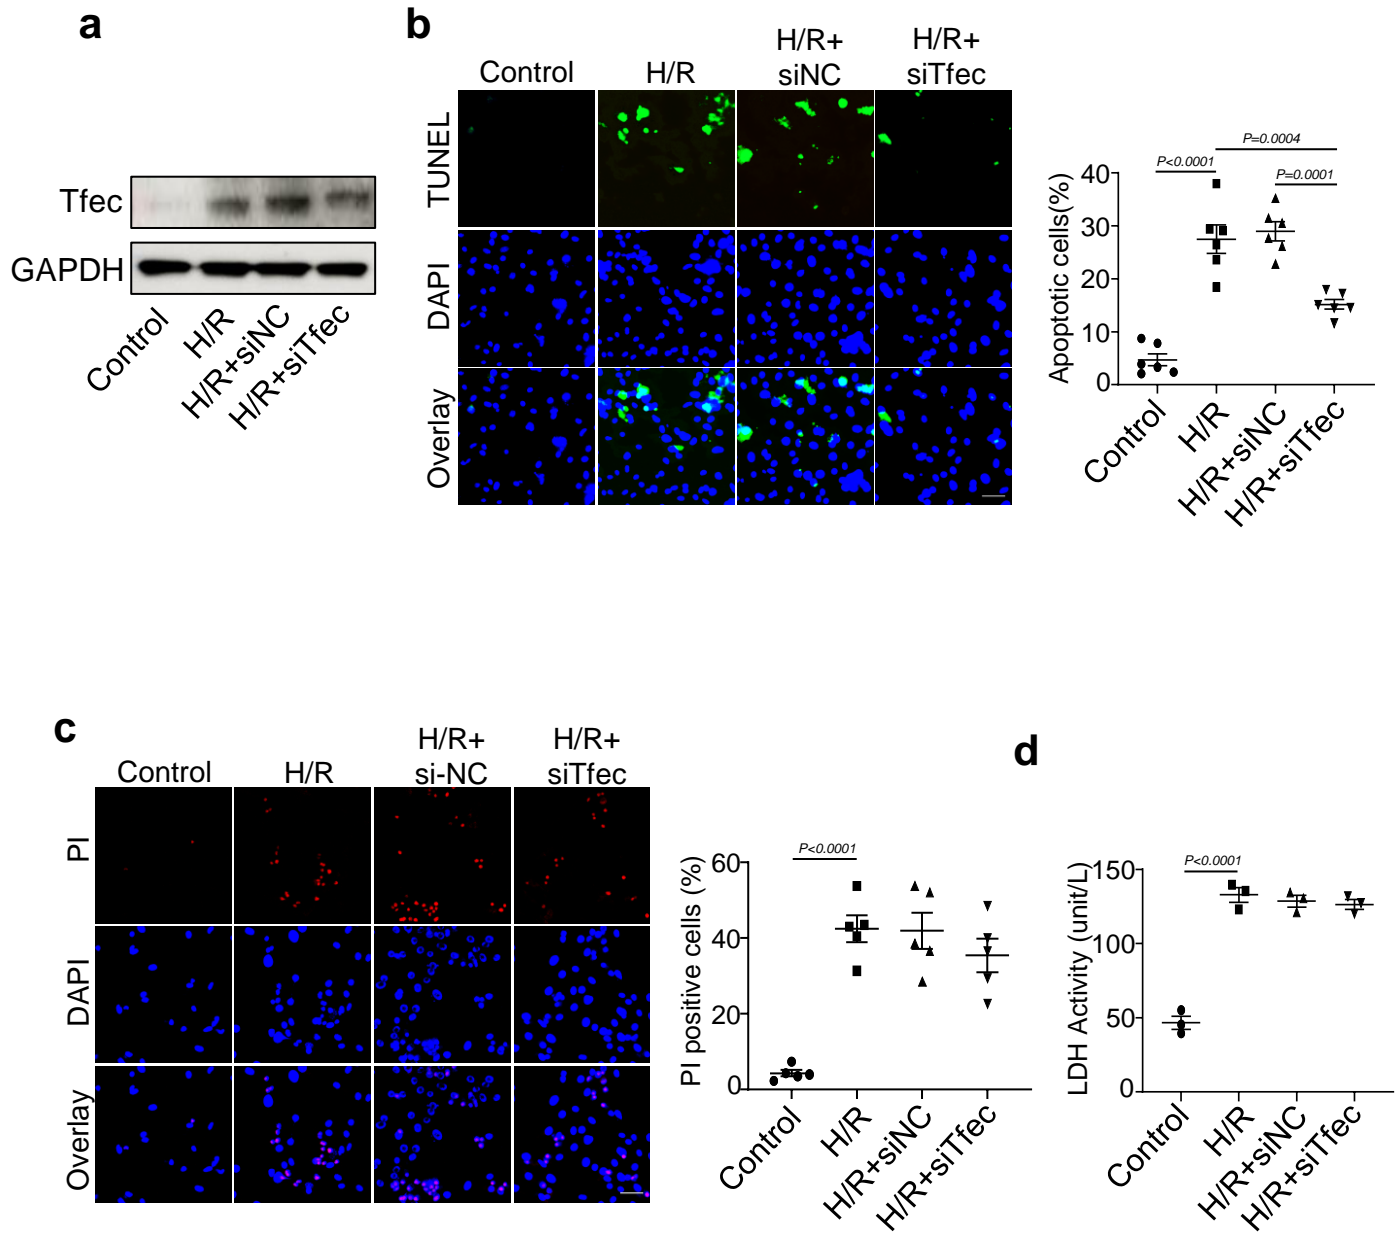 a
Tfec
GAPDH
Control
H/R
H/R+siNC
H/R+siTfec
b
Control
H/R
H/R+
siNC
H/R+
siTfec
TUNEL
DAPI
Overlay
Apoptotic cells(%)
40
30
20
10
0
P<0.0001
P=0.0004
P=0.0001
Control
H/R
H/R+siNC
H/R+siTfec
c
Control
H/R
H/R+
si-NC
H/R+
siTfec
PI
DAPI
Overlay
PI positive cells (%)
60
40
20
0
P<0.0001
Control
H/R
H/R+siNC
H/R+siTfec
d
LDH Activity (unit/L)
150
100
50
0
P<0.0001
Control
H/R
H/R+siNC
H/R+siTfec